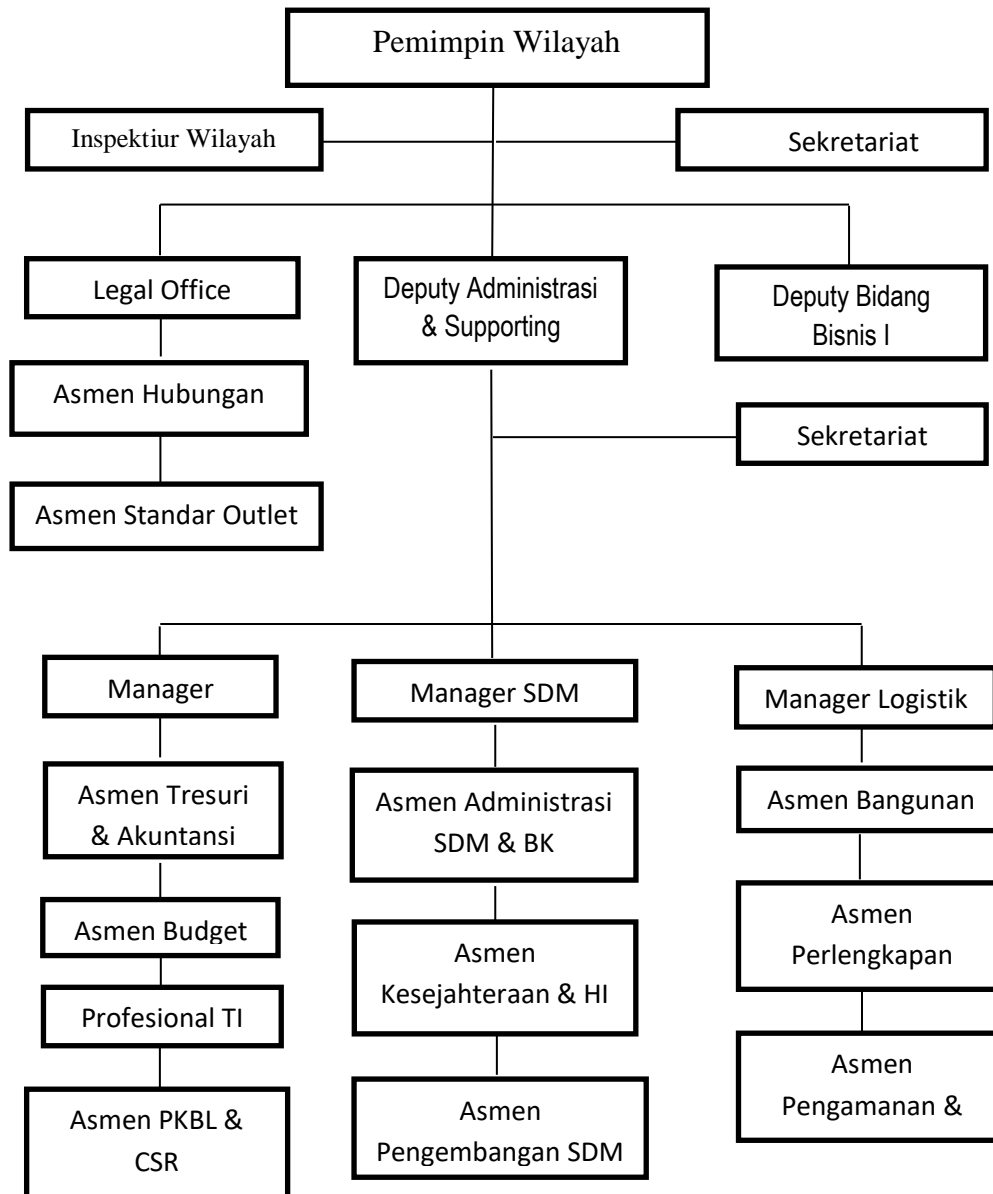 Pemimpin Wilayah
Inspektiur Wilayah
Sekretariat
Legal Office
Deputy Administrasi
& Supporting
Deputy Bidang
Bisnis I
Asmen Hubungan
Sekretariat
Asmen Standar Outlet
Manager
Manager SDM
Manager Logistik
Asmen Tresuri
& Akuntansi
Asmen Administrasi
SDM & BK
Asmen Bangunan
Asmen Budget
Asmen
Kesejahteraan & HI
Asmen
Perlengkapan
Profesional TI
Asmen PKBL &
CSR
Asmen
Pengembangan SDM
Asmen
Pengamanan &